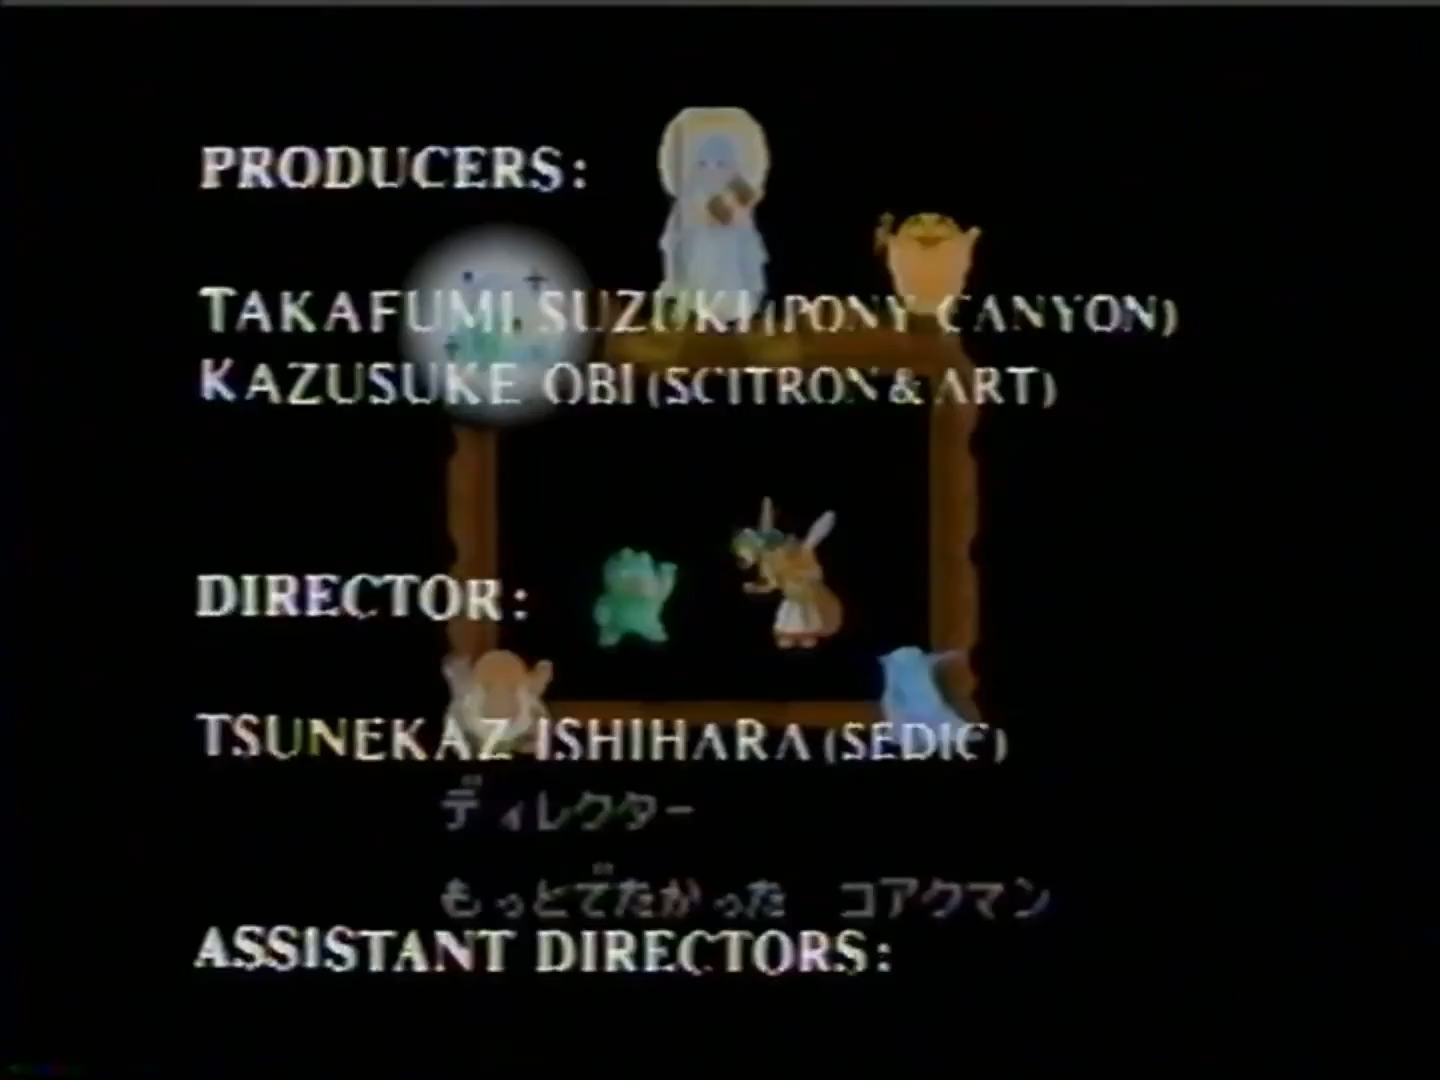 PRODUCERS:
TAKAFUMI SUZUKI (PONY CANYON)
KAZUSUKE OBI (SCITRON & ART)
DIRECTOR:
TSUNEKAZ ISHIHARA (SEDIC)
ディレクター
もっとでたかった コアクマン
ASSISTANT DIRECTORS: